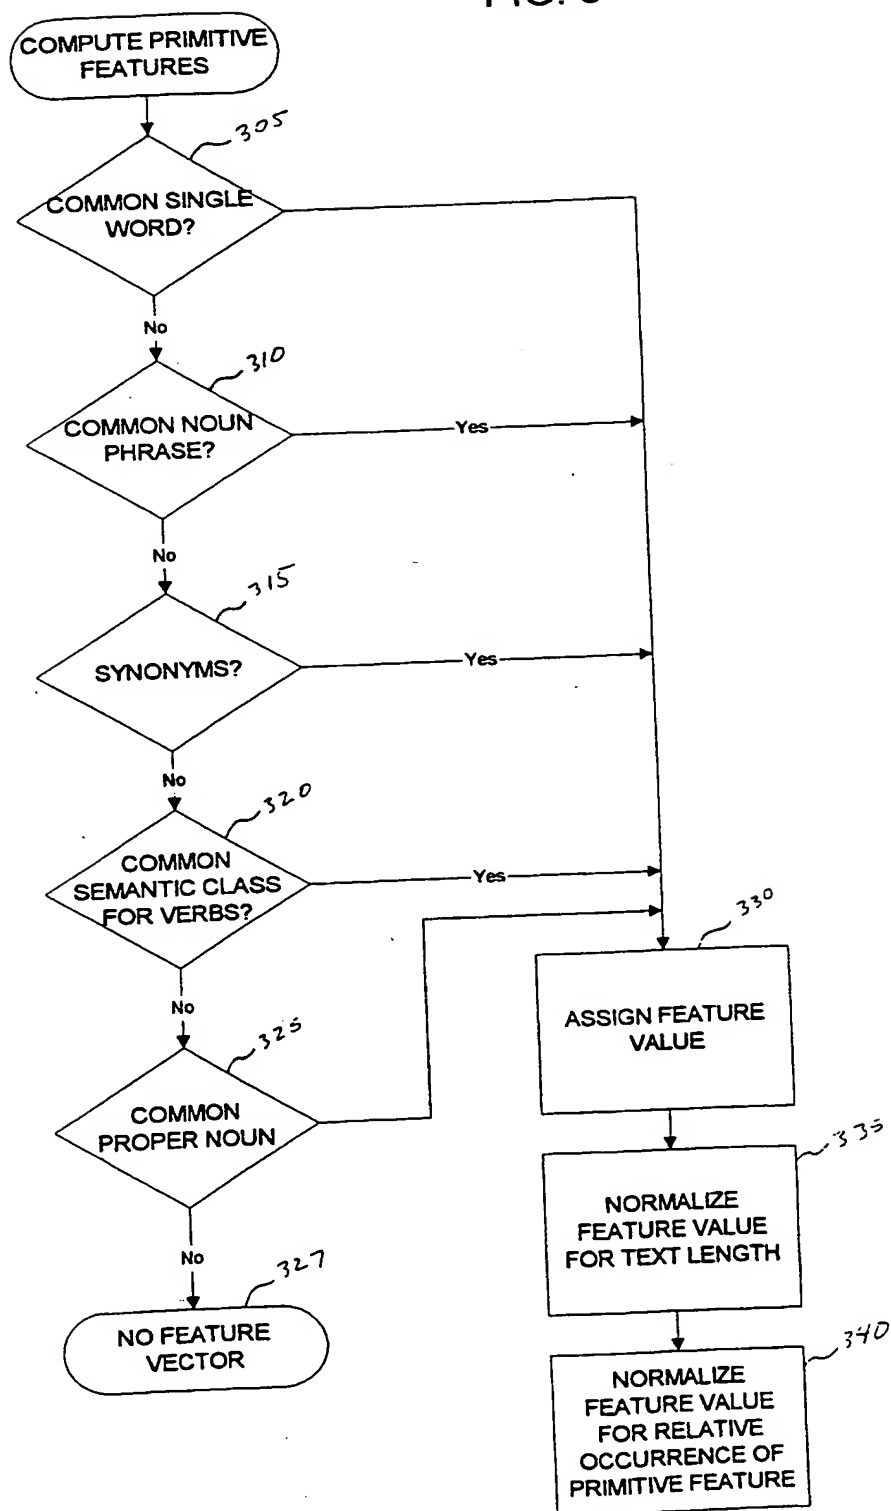 COMPUTE PRIMITIVE
FEATURES
305
COMMON SINGLE
WORD?
No
310
COMMON NOUN
PHRASE?
Yes
No
315
SYNONYMS?
Yes
No
320
COMMON
SEMANTIC CLASS
FOR VERBS?
Yes
No
325
COMMON
PROPER NOUN
No
327
NO FEATURE
VECTOR
330
ASSIGN FEATURE
VALUE
335
NORMALIZE
FEATURE VALUE
FOR TEXT LENGTH
340
NORMALIZE
FEATURE VALUE
FOR RELATIVE
OCCURRENCE OF
PRIMITIVE FEATURE